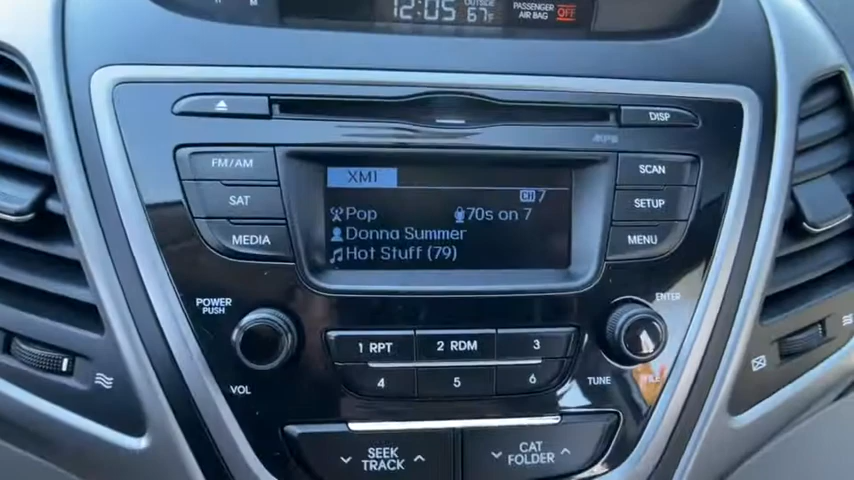 12:05
OUTSIDE
67°F
PASSENGER
AIR BAG OFF
DISP
MP3
FM/AM
SAT
MEDIA
XM1
Pop
70s on 7
Donna Summer
Hot Stuff (79)
SCAN
SETUP
MENU
POWER
PUSH
VOL
1 RPT
2 RDM
3
4
5
6
ENTER
TUNE
FILE
SEEK
TRACK
CAT
FOLDER